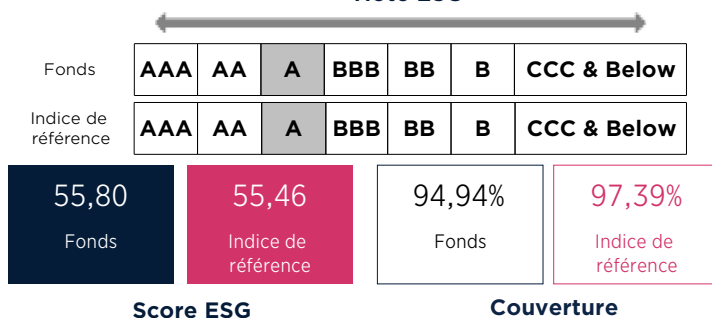 Note ESG
Fonds AAA AA A BBB BB B CCC & Below
Indice de référence AAA AA A BBB BB B CCC & Below
55,80 55,46 94,94% 97,39%
Fonds Indice de référence Fonds Indice de référence
Score ESG Couverture